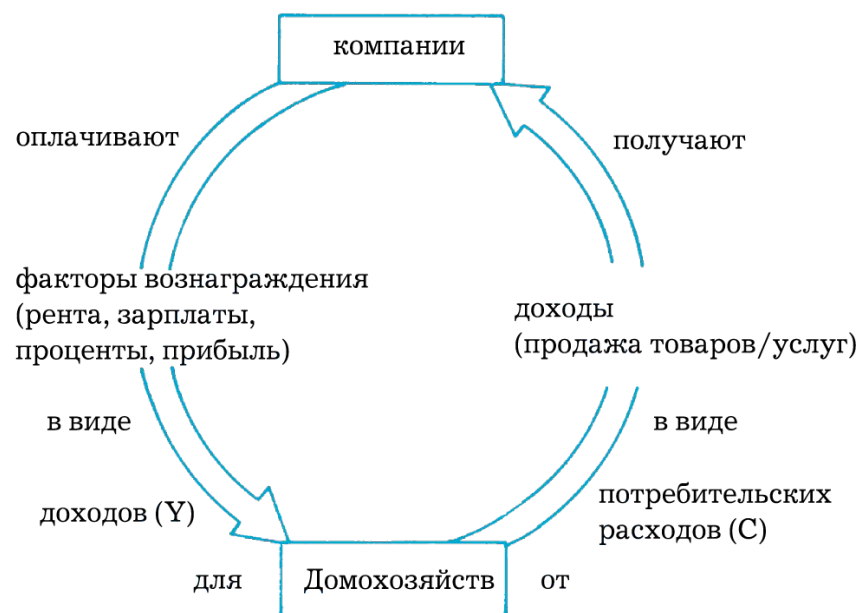 компании
оплачивают
получают
факторы вознаграждения
(рента, зарплаты,
проценты, прибыль)
доходы
(продажа товаров/услуг)
в виде
в виде
доходов (Y)
потребительских
расходов (C)
для
Домохозяйств
от